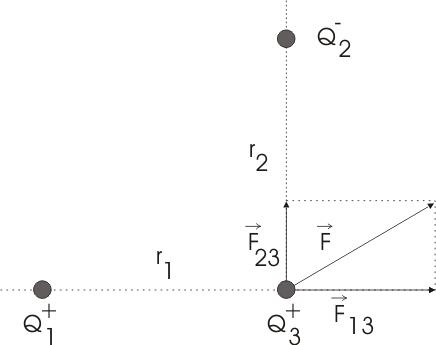 Q₂⁻
r₂
F⃗₂₃ F⃗
r₁
Q₁⁺ Q₃⁺ F⃗₁₃